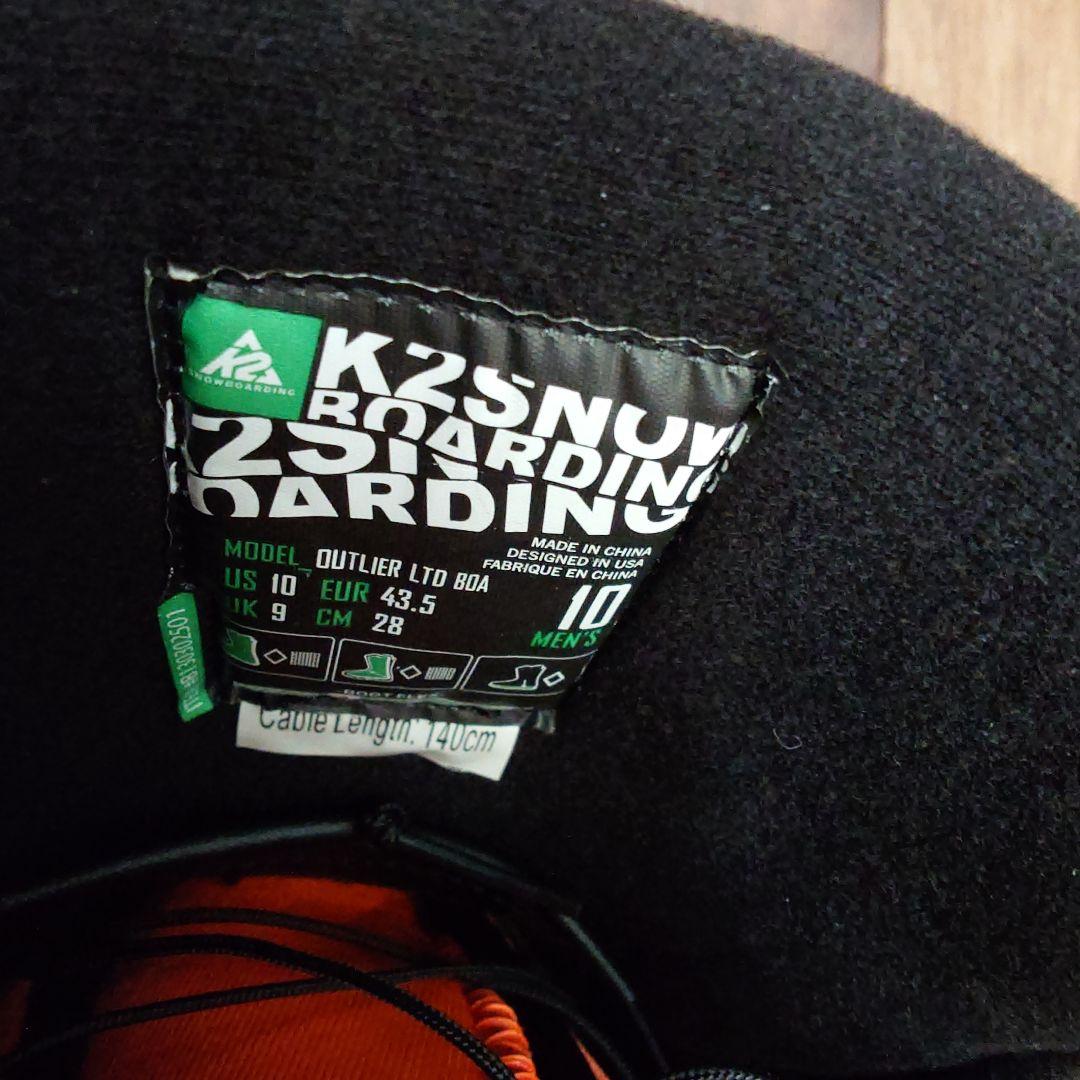 K2
SNOWBOARDING
K2SNOW
BOARDING
K2SN
OARDING
MADE IN CHINA
DESIGNED IN USA
FABRIQUE EN CHINA
MODEL_ OUTLIER LTD BOA
US 10 EUR 43.5
UK 9 CM 28
10
MEN'S
Cable Length: 140cm